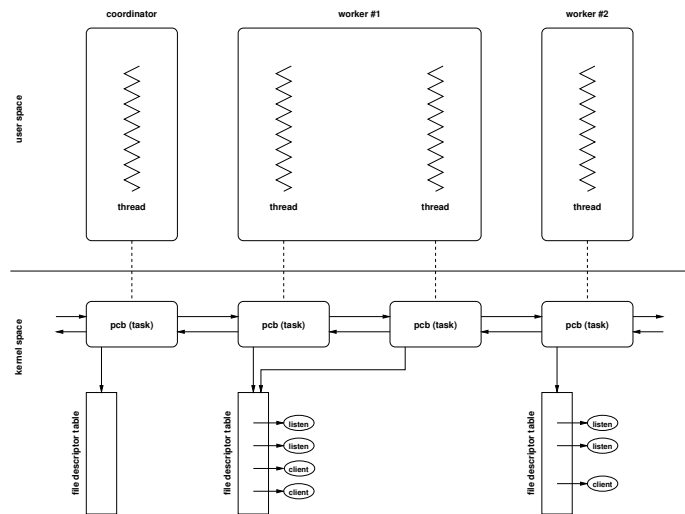 coordinator
worker #1
worker #2
user space
thread
thread
thread
thread
kernel space
pcb (task)
pcb (task)
pcb (task)
pcb (task)
file descriptor table
file descriptor table
listen
listen
client
client
file descriptor table
listen
listen
client